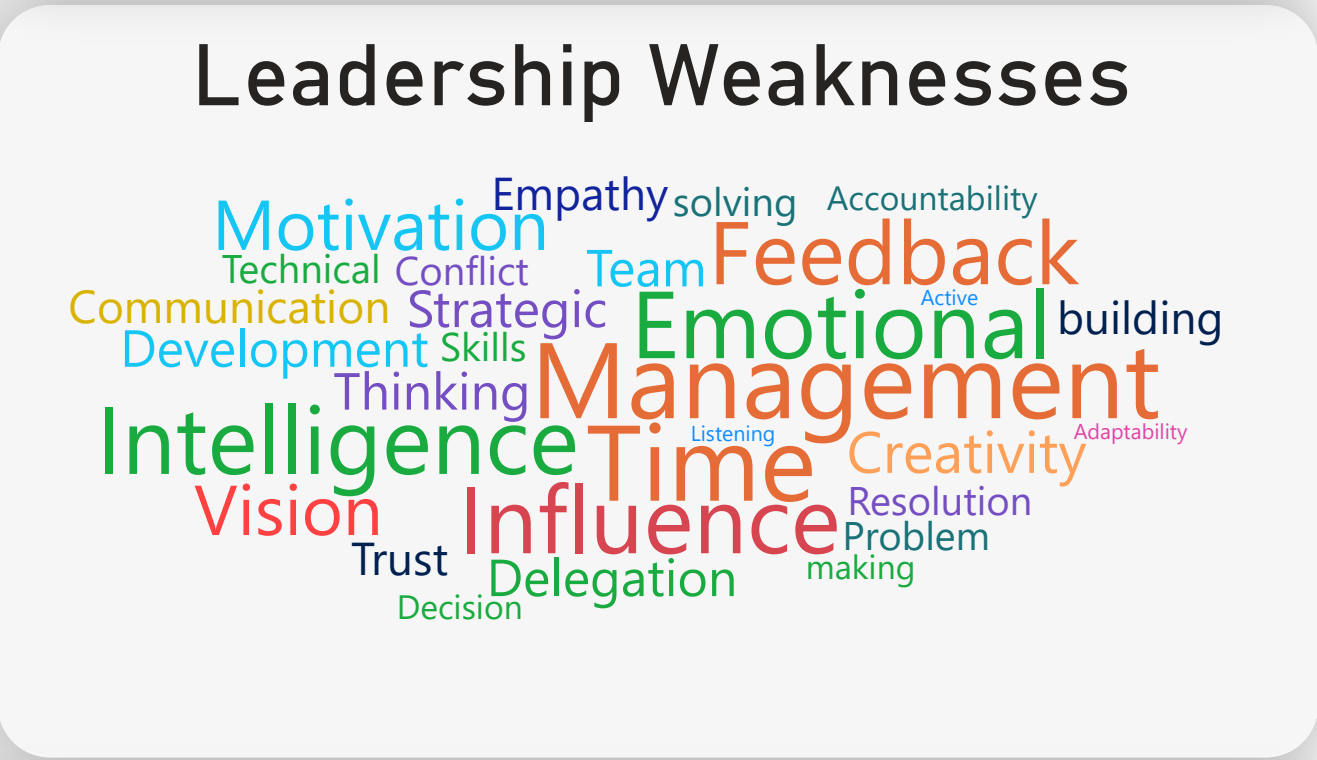 Leadership Weaknesses
Empathy solving Accountability
Motivation Feedback
Technical Conflict Team
Communication Strategic Emotional Active building
Development Skills Management
Thinking
Intelligence Time Listening Creativity Adaptability
Vision Influence Resolution
Problem
Trust Delegation making
Decision